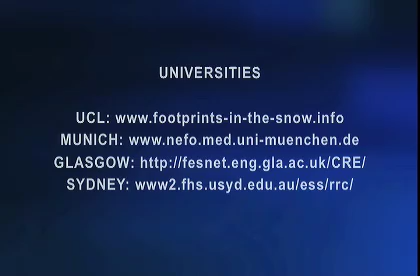 UNIVERSITIES
UCL: www.footprints-in-the-snow.info
MUNICH: www.nefo.med.uni-muenchen.de
GLASGOW: http://fesnet.eng.gla.ac.uk/CRE/
SYDNEY: www2.fhs.usyd.edu.au/ess/rrc/